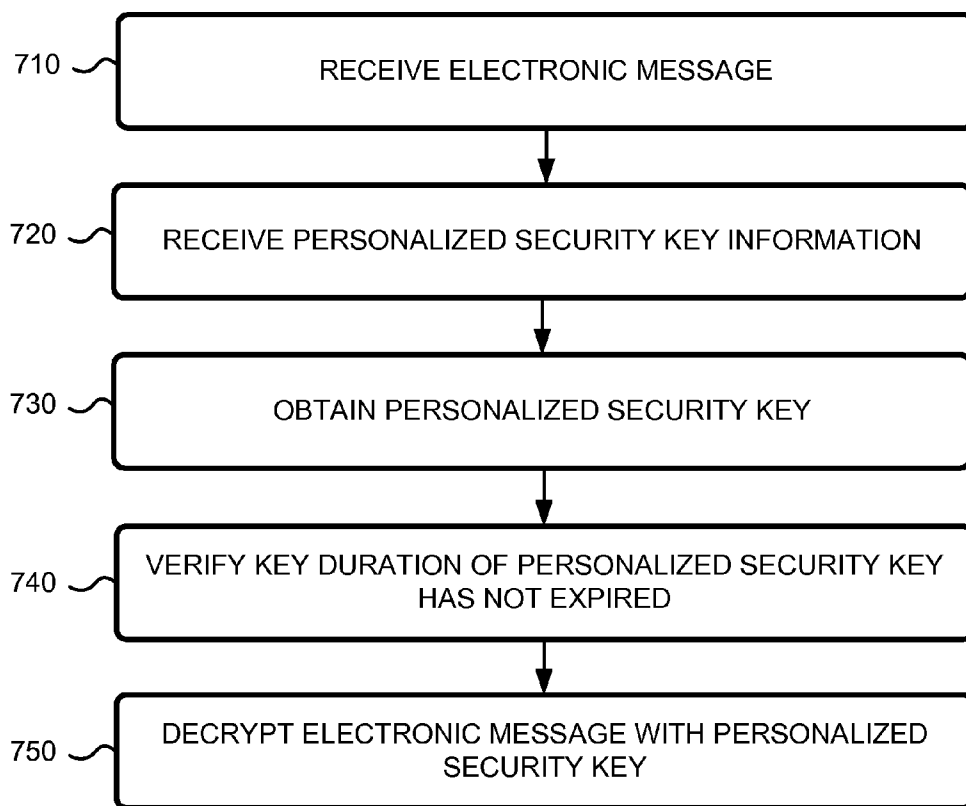 710
RECEIVE ELECTRONIC MESSAGE
720
RECEIVE PERSONALIZED SECURITY KEY INFORMATION
730
OBTAIN PERSONALIZED SECURITY KEY
740
VERIFY KEY DURATION OF PERSONALIZED SECURITY KEY
HAS NOT EXPIRED
750
DECRYPT ELECTRONIC MESSAGE WITH PERSONALIZED
SECURITY KEY